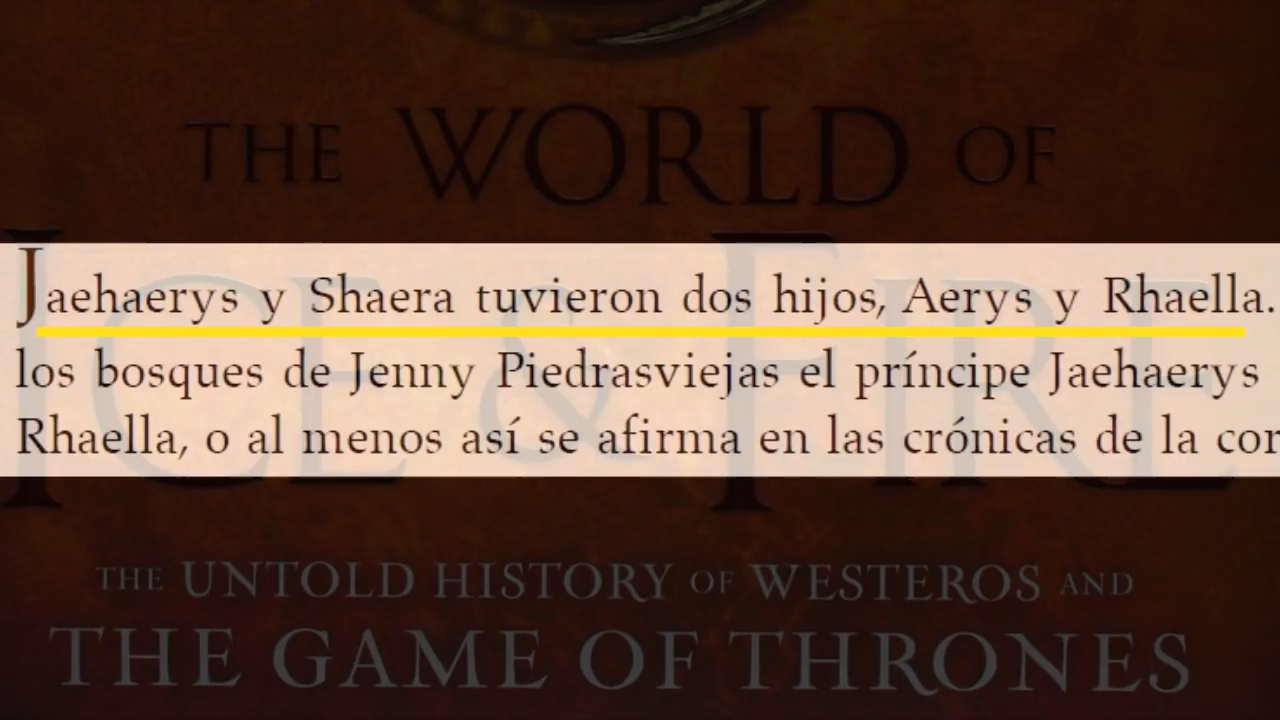 THE WORLD OF
Jaehaerys y Shaera tuvieron dos hijos, Aerys y Rhaella.
los bosques de Jenny Piedrasviejas el príncipe Jaehaerys
Rhaella, o al menos así se afirma en las crónicas de la cor
ICE & FIRE
THE UNTOLD HISTORY OF WESTEROS AND
THE GAME OF THRONES